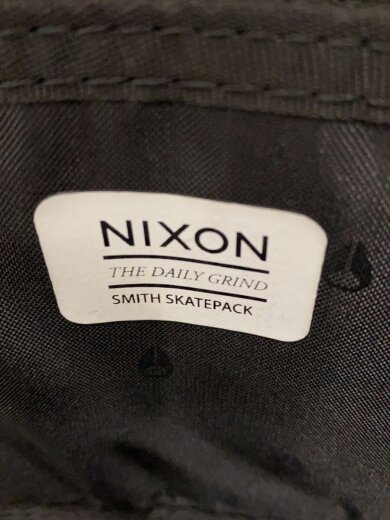 NIXON
THE DAILY GRIND
SMITH SKATEPACK